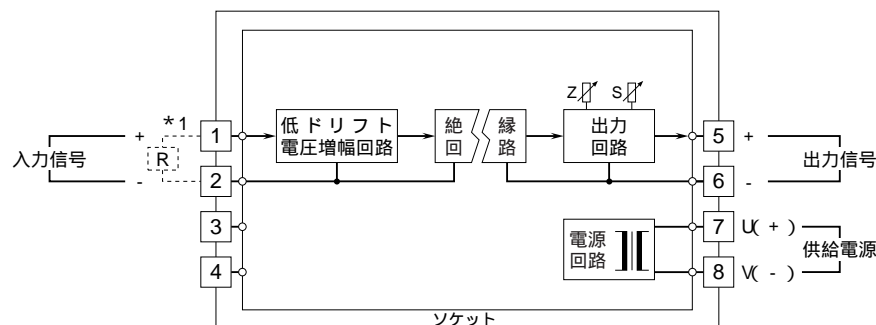 Z S
*1
+ 1 低ドリフト 電圧増幅回路 絶 縁 回 路 出力 回路 5 +
入力信号 R 出力信号
- 2 6 -
3 電源 回路 7 U( + )
供給電源
4 8 V( - )
ソケット